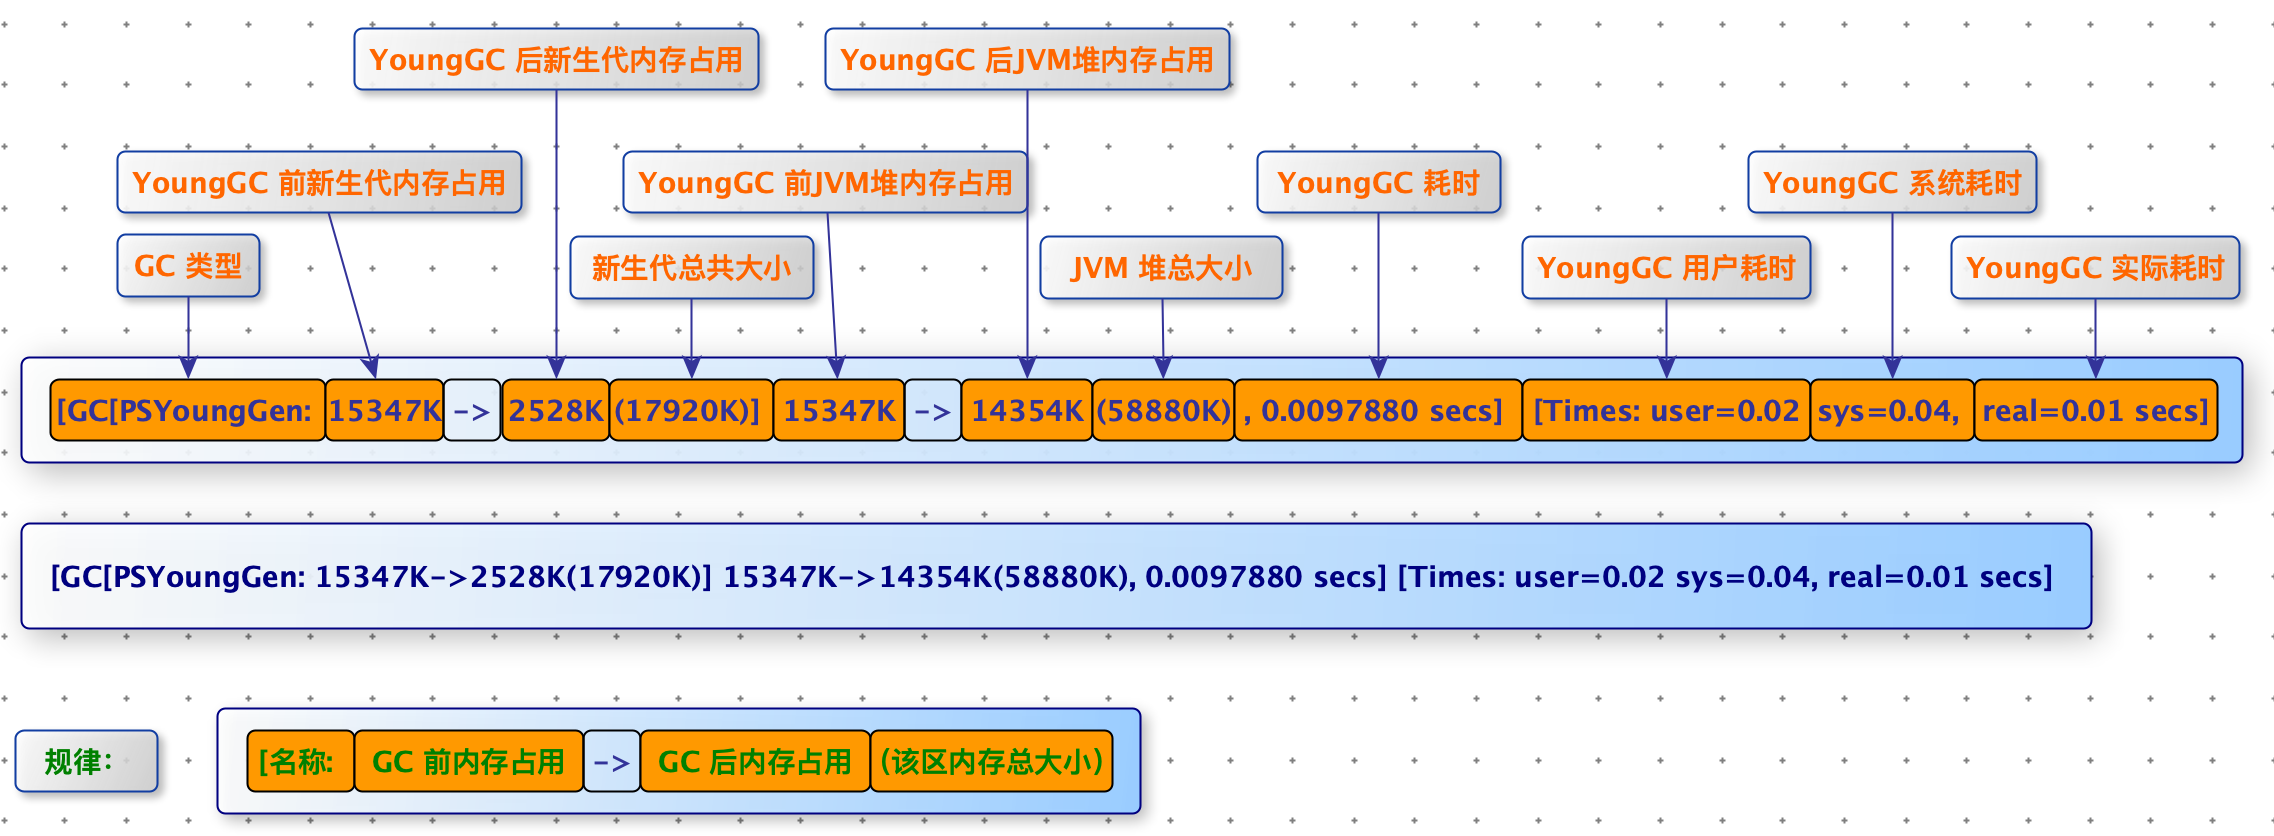 YoungGC 后新生代内存占用
YoungGC 后JVM堆内存占用
YoungGC 前新生代内存占用
YoungGC 前JVM堆内存占用
YoungGC 耗时
YoungGC 系统耗时
GC 类型
新生代总共大小
JVM 堆总大小
YoungGC 用户耗时
YoungGC 实际耗时
[GC[PSYoungGen: 15347K -> 2528K (17920K)] 15347K -> 14354K (58880K) , 0.0097880 secs] [Times: user=0.02 sys=0.04, real=0.01 secs]
[GC[PSYoungGen: 15347K->2528K(17920K)] 15347K->14354K(58880K), 0.0097880 secs] [Times: user=0.02 sys=0.04, real=0.01 secs]
规律：
[名称: GC 前内存占用 -> GC 后内存占用 (该区内存总大小)